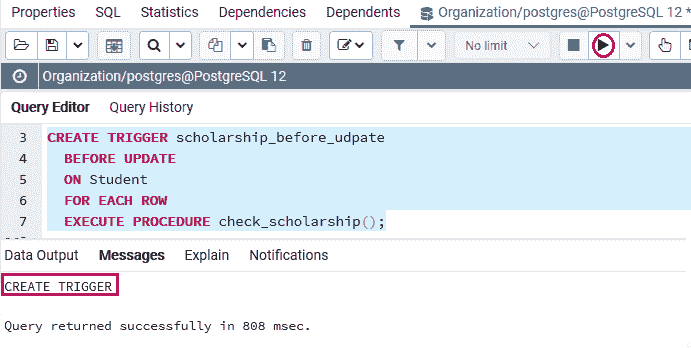 Properties SQL Statistics Dependencies Dependents Organization/postgres@PostgreSQL 12 *
No limit
Organization/postgres@PostgreSQL 12
Query Editor Query History
3 CREATE TRIGGER scholarship_before_udpate
4 BEFORE UPDATE
5 ON Student
6 FOR EACH ROW
7 EXECUTE PROCEDURE check_scholarship();
Data Output Messages Explain Notifications
CREATE TRIGGER
Query returned successfully in 808 msec.